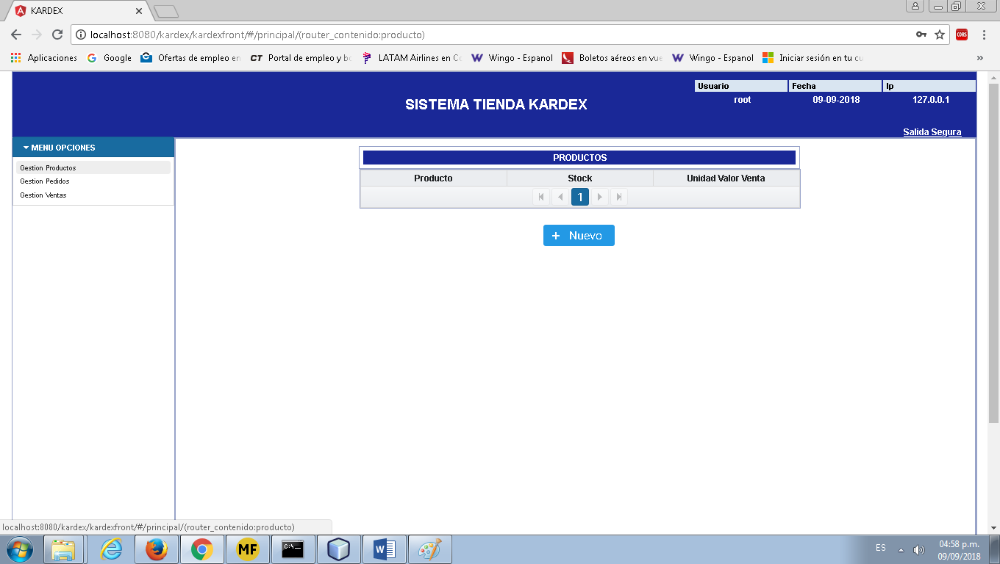 KARDEX
localhost:8080/kardex/kardexfront/#/principal/(router_contenido:producto)
CORS
Aplicaciones
Google
Ofertas de empleo en
CT Portal de empleo y b
LATAM Airlines en C
Wingo - Espanol
Boletos aéreos en vue
Wingo - Espanol
Iniciar sesión en tu c
»
SISTEMA TIENDA KARDEX
Usuario Fecha Ip
root 09-09-2018 127.0.0.1
Salida Segura
MENU OPCIONES
Gestion Productos
Gestion Pedidos
Gestion Ventas
PRODUCTOS
Producto Stock Unidad Valor Venta
1
+ Nuevo
localhost:8080/kardex/kardexfront/#/principal/(router_contenido:producto)
MF
C:\
ES
04:58 p.m.
09/09/2018